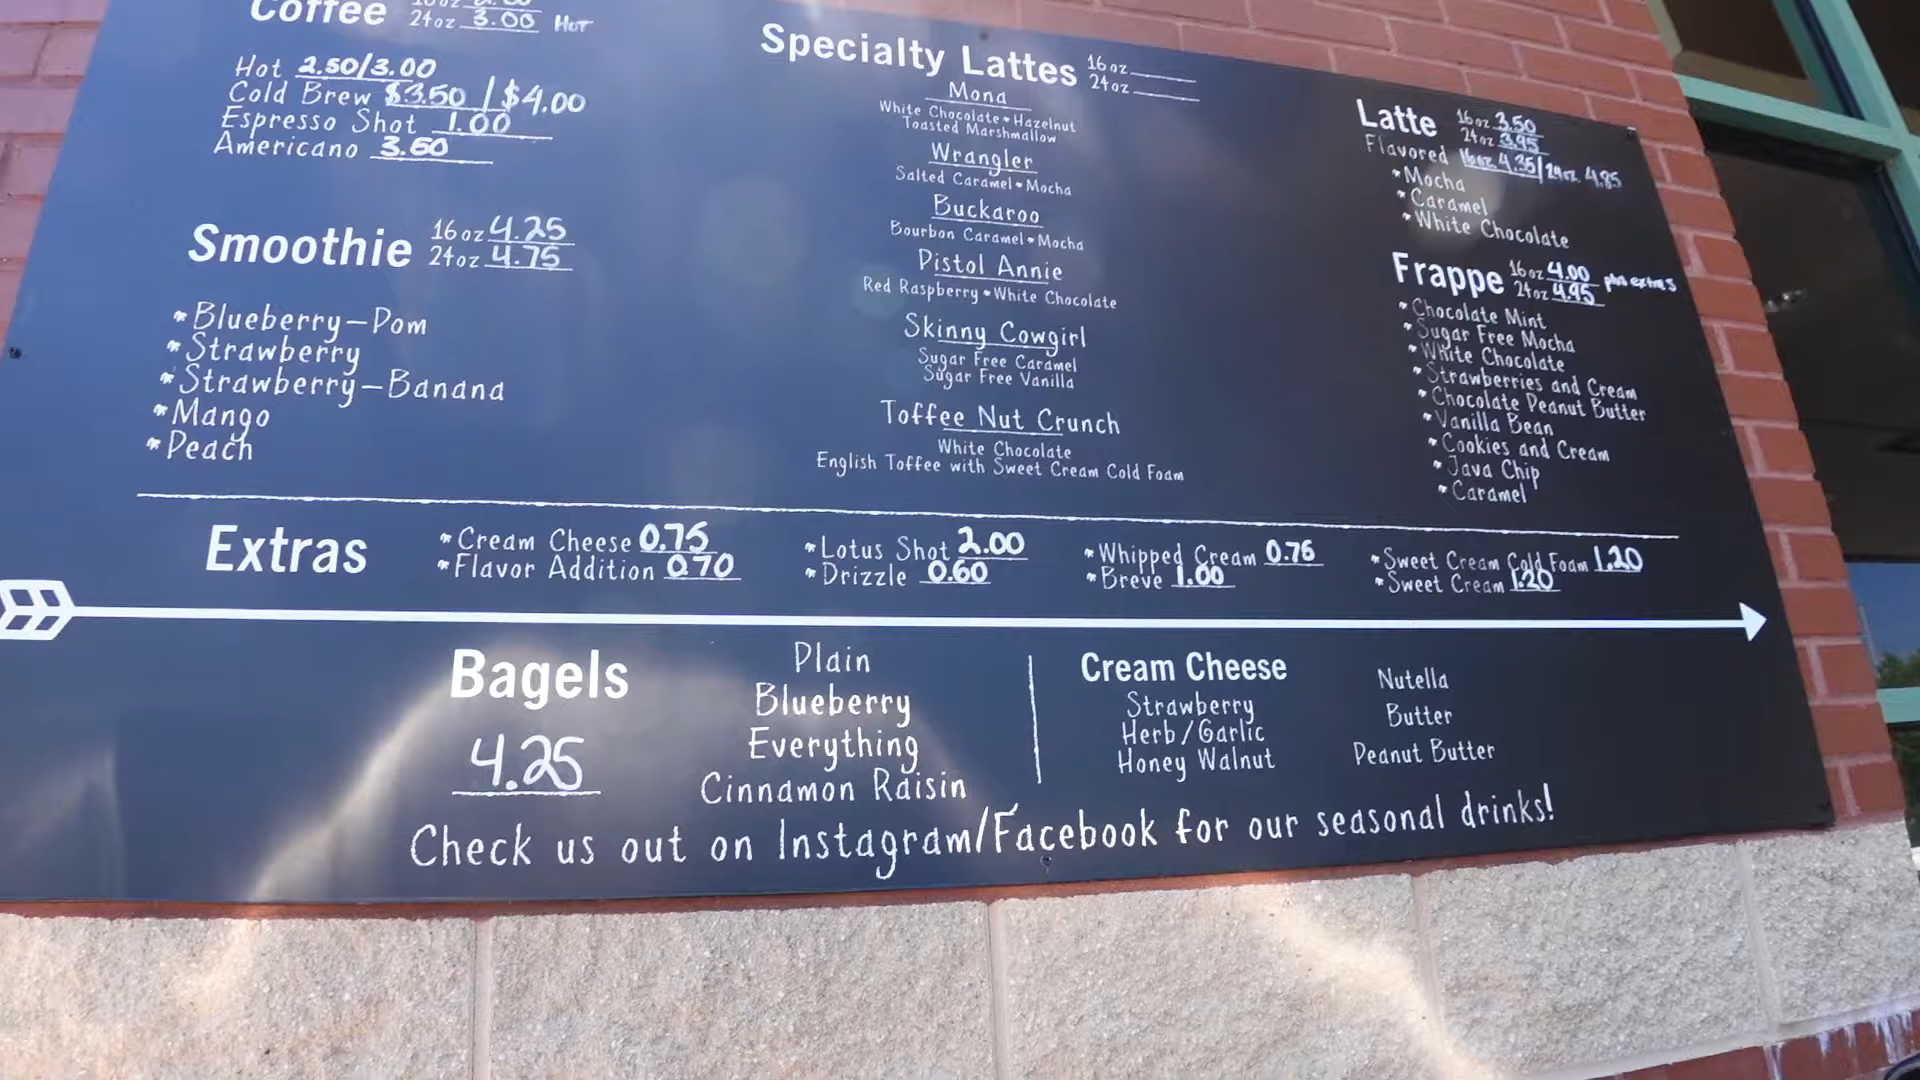 Coffee
24oz 3.00 Hot
Hot 2.50/3.00
Cold Brew $3.50 / $4.00
Espresso Shot 1.00
Americano 3.60
Smoothie 16oz 4.25
24oz 4.75
*Blueberry-Pom
*Strawberry
*Strawberry-Banana
*Mango
*Peach
Specialty Lattes 16oz
24oz
Mona
White Chocolate • Hazelnut
Toasted Marshmallow
Wrangler
Salted Caramel • Mocha
Buckaroo
Bourbon Caramel • Mocha
Pistol Annie
Red Raspberry • White Chocolate
Skinny Cowgirl
Sugar Free Caramel
Sugar Free Vanilla
Toffee Nut Crunch
White Chocolate
English Toffee with Sweet Cream Cold Foam
Latte 16oz 3.50
24oz 3.95
Flavored 16oz 4.35/24oz 4.85
*Mocha
*Caramel
*White Chocolate
Frappe 16oz 4.00 plus extras
24oz 4.95
*Chocolate Mint
*Sugar Free Mocha
*White Chocolate
*Strawberries and Cream
*Chocolate Peanut Butter
*Vanilla Bean
*Cookies and Cream
*Java Chip
*Caramel
Extras
*Cream Cheese 0.75
*Flavor Addition 0.70
*Lotus Shot 2.00
*Drizzle 0.60
*Whipped Cream 0.76
*Breve 1.00
*Sweet Cream Cold Foam 1.20
*Sweet Cream 1.20
Bagels
4.25
Plain
Blueberry
Everything
Cinnamon Raisin
Cream Cheese
Strawberry
Herb/Garlic
Honey Walnut
Nutella
Butter
Peanut Butter
Check us out on Instagram/Facebook for our seasonal drinks!